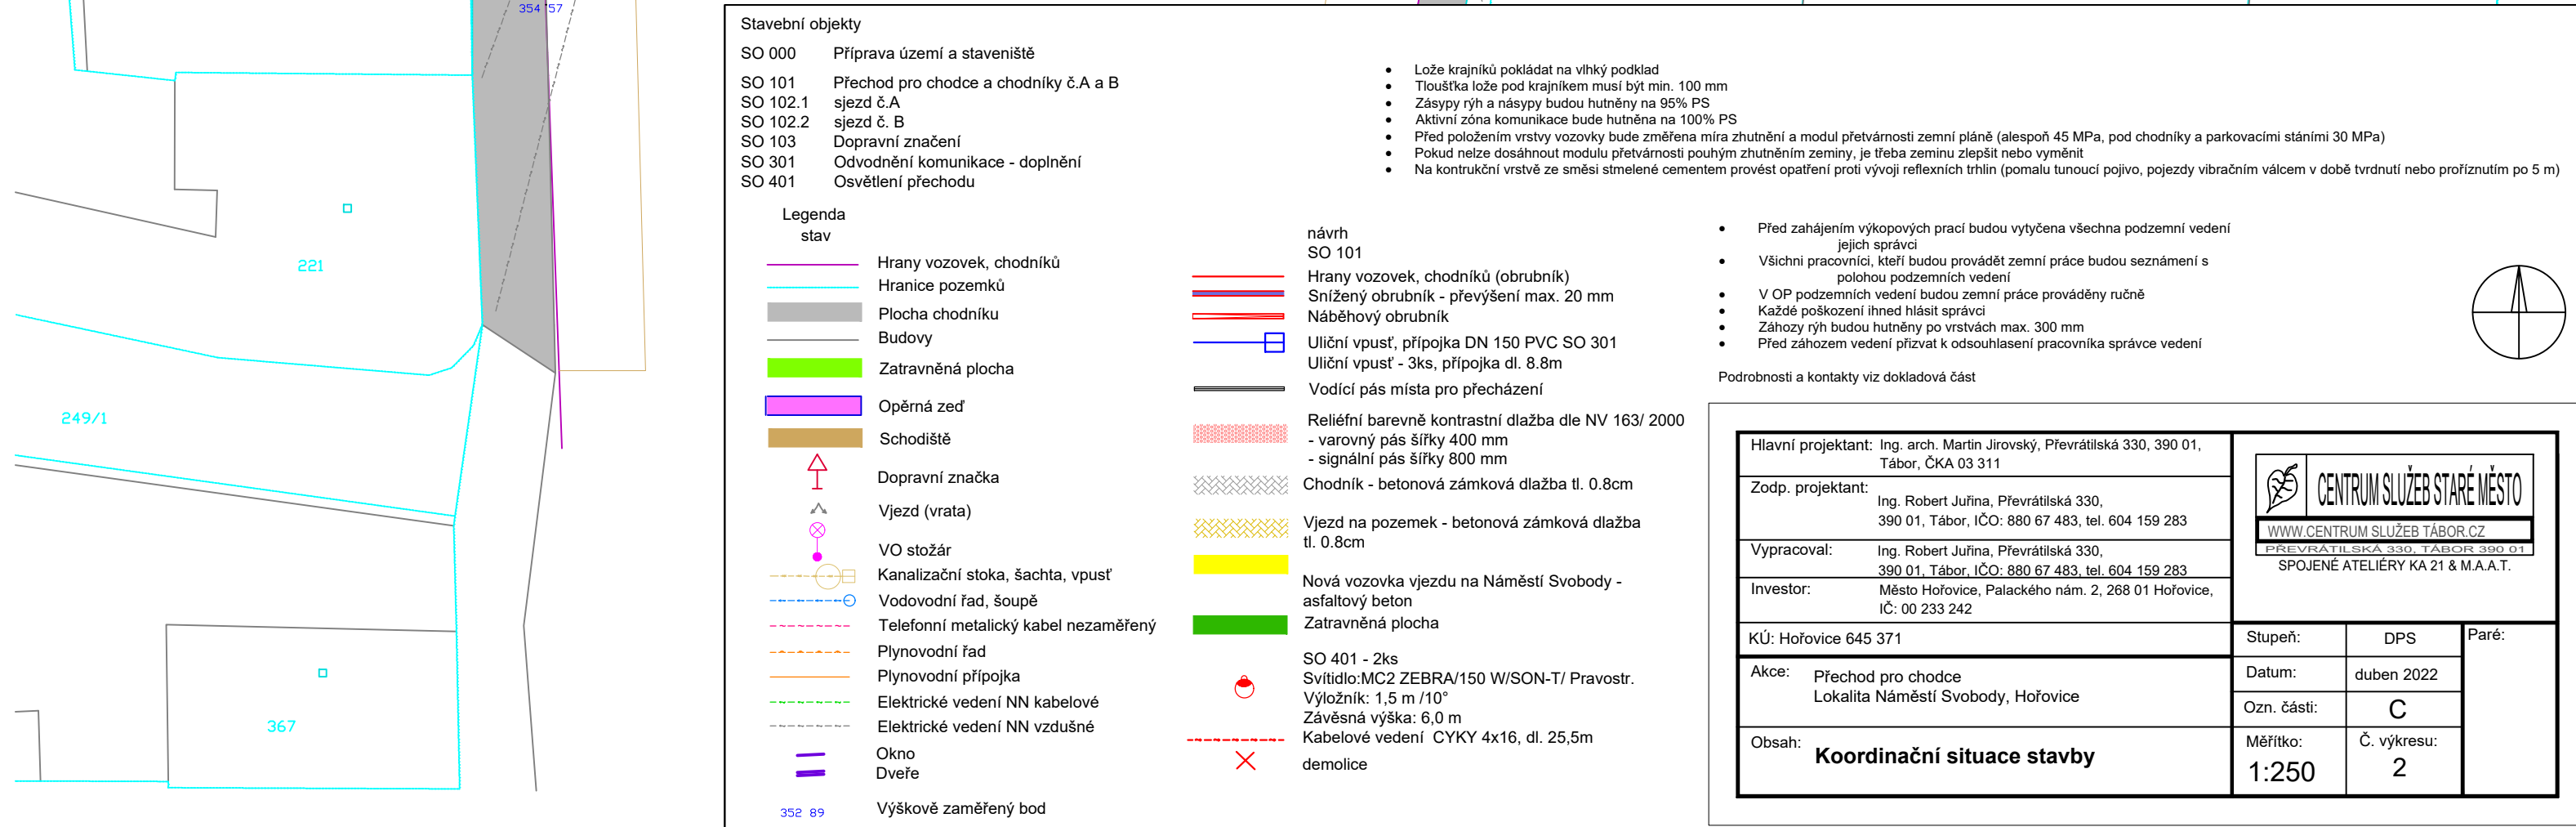 354 57
221
249/1
367
Stavební objekty
SO 000 Příprava území a staveniště
SO 101 Přechod pro chodce a chodníky č.A a B
SO 102.1 sjezd č.A
SO 102.2 sjezd č. B
SO 103 Dopravní značení
SO 301 Odvodnění komunikace - doplnění
SO 401 Osvětlení přechodu
• Lože krajníků pokládat na vlhký podklad
• Tloušťka lože pod krajníkem musí být min. 100 mm
• Zásypy rýh a násypy budou hutněny na 95% PS
• Aktivní zóna komunikace bude hutněna na 100% PS
• Před položením vrstvy vozovky bude změřena míra zhutnění a modul přetvárnosti zemní pláně (alespoň 45 MPa, pod chodníky a parkovacími stáními 30 MPa)
• Pokud nelze dosáhnout modulu přetvárnosti pouhým zhutněním zeminy, je třeba zeminu zlepšit nebo vyměnit
• Na kontrukční vrstvě ze směsi stmelené cementem provést opatření proti vývoji reflexních trhlin (pomalu tunoucí pojivo, pojezdy vibračním válcem v době tvrdnutí nebo proříznutím po 5 m)
Legenda
stav
Hrany vozovek, chodníků
Hranice pozemků
Plocha chodníku
Budovy
Zatravněná plocha
Opěrná zeď
Schodiště
Dopravní značka
Vjezd (vrata)
VO stožár
Kanalizační stoka, šachta, vpusť
Vodovodní řad, šoupě
Telefonní metalický kabel nezaměřený
Plynovodní řad
Plynovodní přípojka
Elektrické vedení NN kabelové
Elektrické vedení NN vzdušné
Okno
Dveře
352 89 Výškově zaměřený bod
návrh
SO 101
Hrany vozovek, chodníků (obrubník)
Snížený obrubník - převýšení max. 20 mm
Náběhový obrubník
Uliční vpusť, přípojka DN 150 PVC SO 301
Uliční vpusť - 3ks, přípojka dl. 8.8m
Vodící pás místa pro přecházení
Reliéfní barevně kontrastní dlažba dle NV 163/ 2000
- varovný pás šířky 400 mm
- signální pás šířky 800 mm
Chodník - betonová zámková dlažba tl. 0.8cm
Vjezd na pozemek - betonová zámková dlažba
tl. 0.8cm
Nová vozovka vjezdu na Náměstí Svobody -
asfaltový beton
Zatravněná plocha
SO 401 - 2ks
Svítidlo:MC2 ZEBRA/150 W/SON-T/ Pravostr.
Výložník: 1,5 m /10°
Závěsná výška: 6,0 m
Kabelové vedení CYKY 4x16, dl. 25,5m
demolice
• Před zahájením výkopových prací budou vytyčena všechna podzemní vedení
jejich správci
• Všichni pracovníci, kteří budou provádět zemní práce budou seznámení s
polohou podzemních vedení
• V OP podzemních vedení budou zemní práce prováděny ručně
• Každé poškození ihned hlásit správci
• Záhozy rýh budou hutněny po vrstvách max. 300 mm
• Před záhozem vedení přizvat k odsouhlasení pracovníka správce vedení
Podrobnosti a kontakty viz dokladová část
Hlavní projektant: Ing. arch. Martin Jirovský, Převrátilská 330, 390 01,
Tábor, ČKA 03 311
Zodp. projektant:
Ing. Robert Juřina, Převrátilská 330,
390 01, Tábor, IČO: 880 67 483, tel. 604 159 283
Vypracoval: Ing. Robert Juřina, Převrátilská 330,
390 01, Tábor, IČO: 880 67 483, tel. 604 159 283
Investor: Město Hořovice, Palackého nám. 2, 268 01 Hořovice,
IČ: 00 233 242
KÚ: Hořovice 645 371
Akce: Přechod pro chodce
Lokalita Náměstí Svobody, Hořovice
Obsah: Koordinační situace stavby
CENTRUM SLUŽEB STARÉ MĚSTO
WWW.CENTRUM SLUŽEB TÁBOR.CZ
PŘEVRÁTILSKÁ 330, TÁBOR 390 01
SPOJENÉ ATELIÉRY KA 21 & M.A.A.T.
Stupeň: DPS
Paré:
Datum: duben 2022
Ozn. části: C
Měřítko: Č. výkresu:
1:250 2